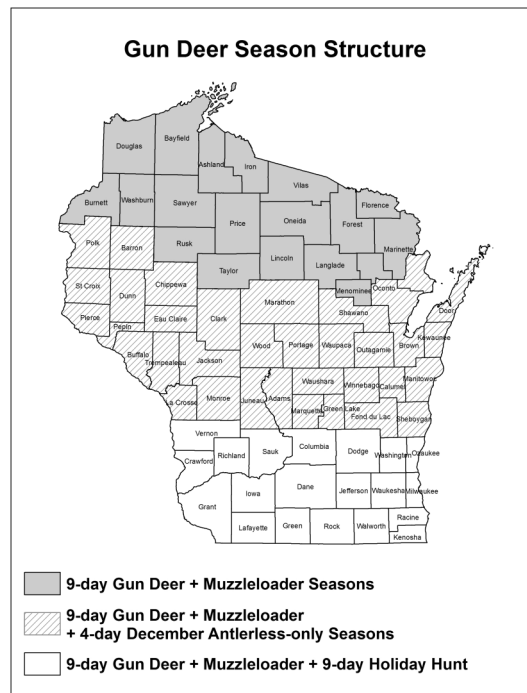 Gun Deer Season Structure
Bayfield
Douglas
Ashland
Iron
Vilas
Florence
Burnett
Washburn
Sawyer
Price
Oneida
Forest
Marinette
Polk
Barron
Rusk
Taylor
Lincoln
Langlade
Menominee
Oconto
St Croix
Dunn
Chippewa
Clark
Marathon
Shawano
Door
Pierce
Pepin
Eau Claire
Buffalo
Trempealeau
Jackson
Wood
Portage
Waupaca
Outagamie
Brown
Kewaunee
La Crosse
Monroe
Juneau
Adams
Waushara
Marquette
Green Lake
Winnebago
Calumet
Manitowoc
Fond du Lac
Sheboygan
Vernon
Crawford
Richland
Sauk
Columbia
Dodge
Washington
Ozaukee
Grant
Iowa
Dane
Jefferson
Waukesha
Milwaukee
Lafayette
Green
Rock
Walworth
Racine
Kenosha
9-day Gun Deer + Muzzleloader Seasons
9-day Gun Deer + Muzzleloader
+ 4-day December Antlerless-only Seasons
9-day Gun Deer + Muzzleloader + 9-day Holiday Hunt